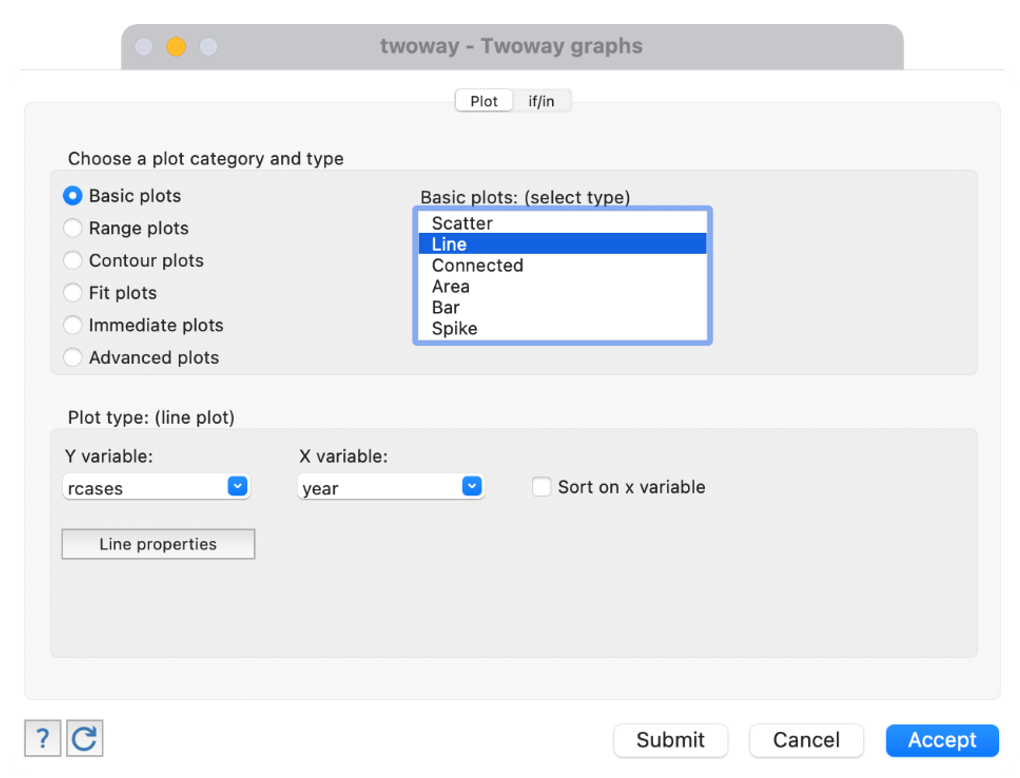 twoway - Twoway graphs
Plot
if/in
Choose a plot category and type
Basic plots
Range plots
Contour plots
Fit plots
Immediate plots
Advanced plots
Basic plots: (select type)
Scatter
Line
Connected
Area
Bar
Spike
Plot type: (line plot)
Y variable:
X variable:
rcases
year
Sort on x variable
Line properties
?
Submit
Cancel
Accept